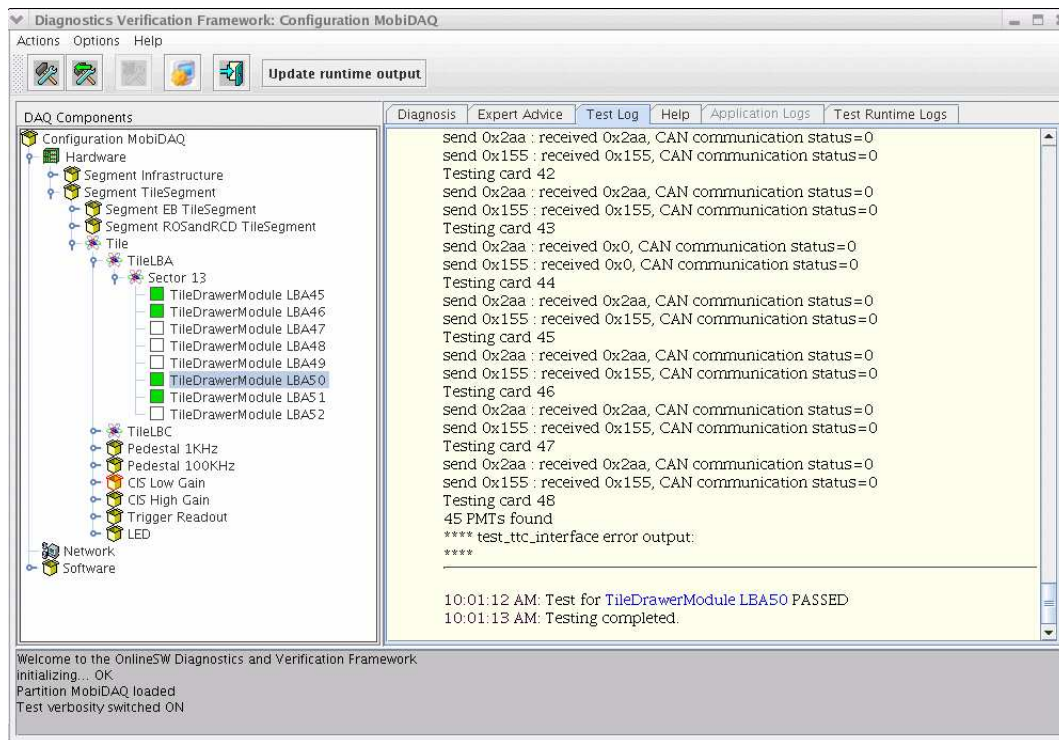 Diagnostics Verification Framework: Configuration MobiDAQ
Actions Options Help
Update runtime output
DAQ Components
Configuration MobiDAQ
Hardware
Segment Infrastructure
Segment TileSegment
Segment EB TileSegment
Segment ROSandRCD TileSegment
Tile
TileLBA
Sector 13
TileDrawerModule LBA45
TileDrawerModule LBA46
TileDrawerModule LBA47
TileDrawerModule LBA48
TileDrawerModule LBA49
TileDrawerModule LBA50
TileDrawerModule LBA51
TileDrawerModule LBA52
TileLBC
Pedestal 1KHz
Pedestal 100KHz
CIS Low Gain
CIS High Gain
Trigger Readout
LED
Network
Software
Diagnosis Expert Advice Test Log Help Application Logs Test Runtime Logs
send 0x2aa : received 0x2aa, CAN communication status=0
send 0x155 : received 0x155, CAN communication status=0
Testing card 42
send 0x2aa : received 0x2aa, CAN communication status=0
send 0x155 : received 0x155, CAN communication status=0
Testing card 43
send 0x2aa : received 0x0, CAN communication status=0
send 0x155 : received 0x0, CAN communication status=0
Testing card 44
send 0x2aa : received 0x2aa, CAN communication status=0
send 0x155 : received 0x155, CAN communication status=0
Testing card 45
send 0x2aa : received 0x2aa, CAN communication status=0
send 0x155 : received 0x155, CAN communication status=0
Testing card 46
send 0x2aa : received 0x2aa, CAN communication status=0
send 0x155 : received 0x155, CAN communication status=0
Testing card 47
send 0x2aa : received 0x2aa, CAN communication status=0
send 0x155 : received 0x155, CAN communication status=0
Testing card 48
45 PMTs found
**** test_ttc_interface error output:
****
10:01:12 AM: Test for TileDrawerModule LBA50 PASSED
10:01:13 AM: Testing completed.
Welcome to the OnlineSW Diagnostics and Verification Framework
initializing... OK
Partition MobiDAQ loaded
Test verbosity switched ON